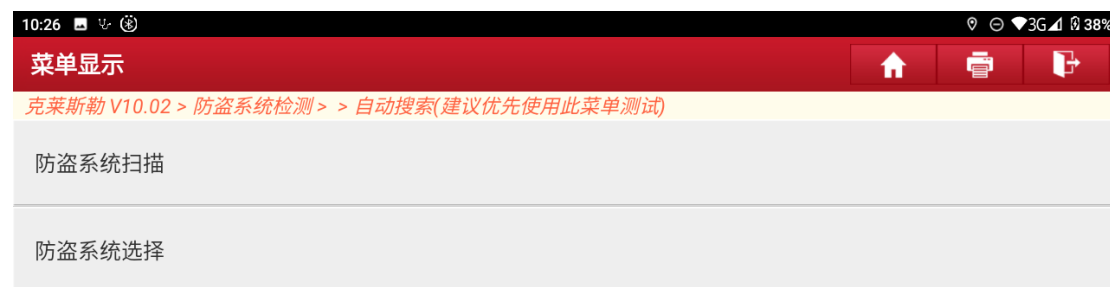 10:26 3G 38%
菜单显示
克莱斯勒 V10.02 > 防盗系统检测 > > 自动搜索(建议优先使用此菜单测试)
防盗系统扫描
防盗系统选择